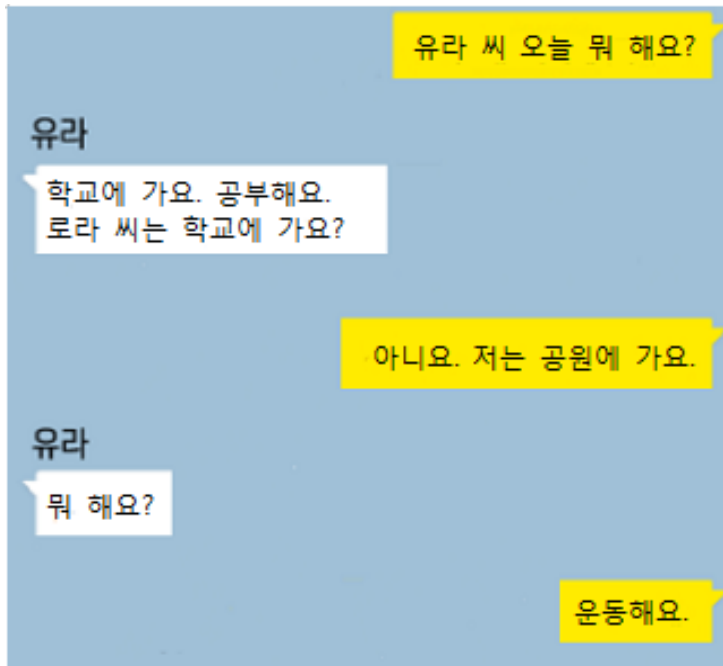 유라 씨 오늘 뭐 해요?
유라
학교에 가요. 공부해요.
로라 씨는 학교에 가요?
아니요. 저는 공원에 가요.
유라
뭐 해요?
운동해요.